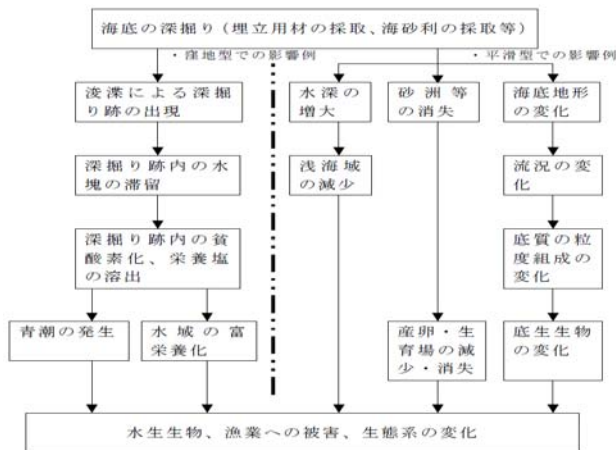 海底の深掘り(埋立用材の採取、海砂利の採取等)
・窪地型での影響例
・平滑型での影響例
浚渫による深掘
り跡の出現
水深の
増大
砂洲等
の消失
海底地形
の変化
深掘り跡内の水
塊の滞留
浅海域
の減少
流況の変
化
深掘り跡内の貧
酸素化、栄養塩
の溶出
底質の粒
度組成の
変化
青潮の発生
水域の富
栄養化
産卵・生
育場の減
少・消失
底生生物
の変化
水生生物、漁業への被害、生態系の変化